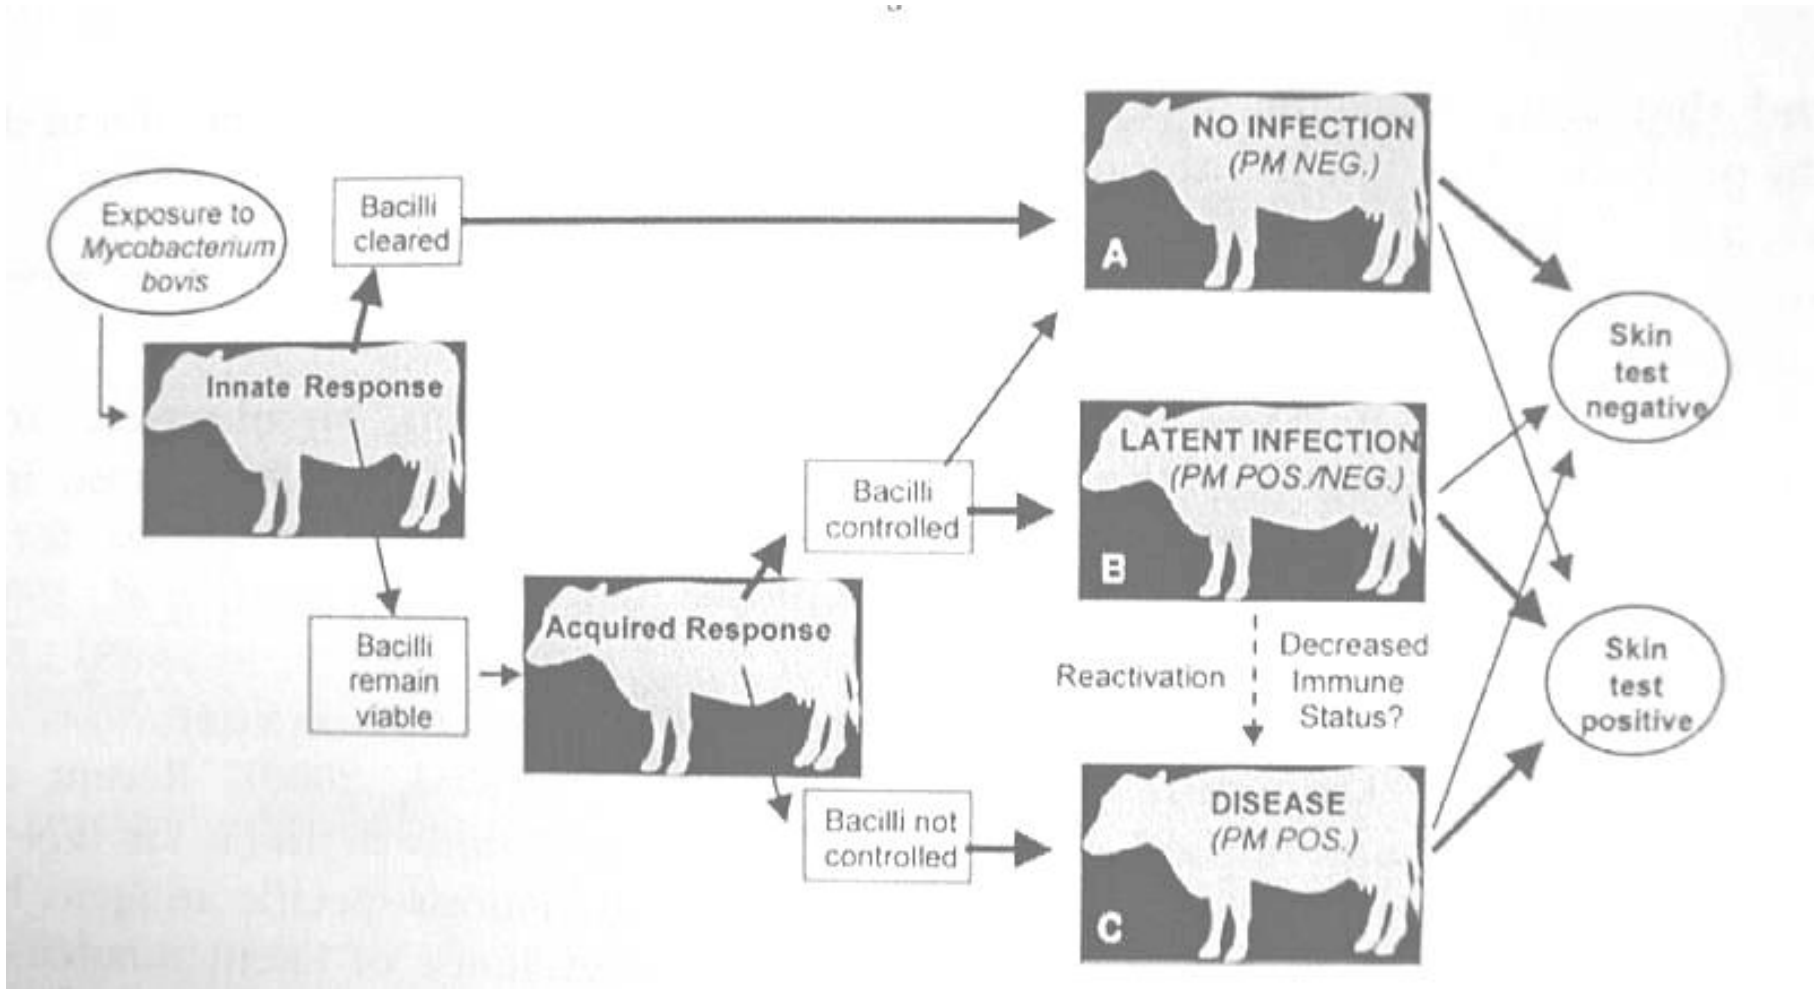 Exposure to
Mycobacterium
bovis
Bacilli
cleared
Innate Response
Bacilli
remain
viable
Acquired Response
Bacilli
controlled
Bacilli not
controlled
NO INFECTION
(PM NEG.)
A
LATENT INFECTION
(PM POS./NEG.)
B
Reactivation
Decreased
Immune
Status?
DISEASE
(PM POS.)
C
Skin
test
negative
Skin
test
positive